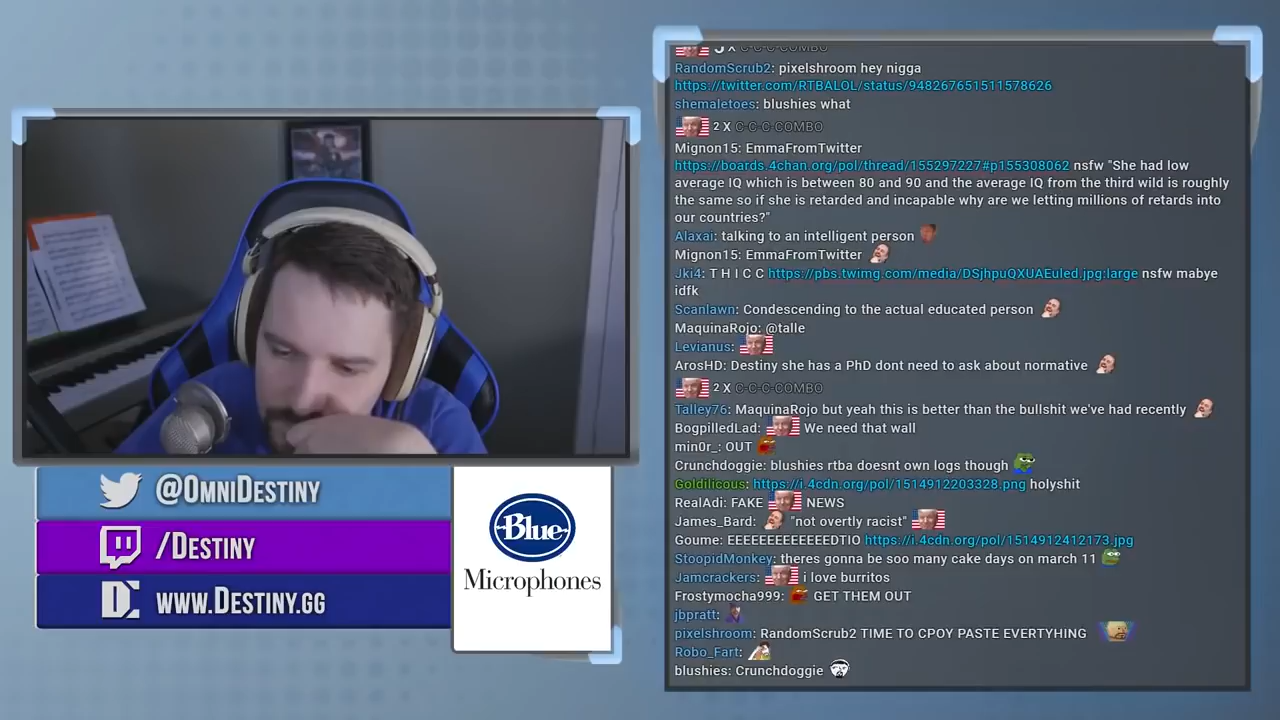 5 X C-C-C-COMBO
RandomScrub2: pixelshroom hey nigga
https://twitter.com/RTBALOL/status/948267651511578626
shemaletoes: blushies what
2 X C-C-C-COMBO
Mignon15: EmmaFromTwitter
https://boards.4chan.org/pol/thread/155297227#p155308062 nsfw "She had low
average IQ which is between 80 and 90 and the average IQ from the third wild is roughly
the same so if she is retarded and incapable why are we letting millions of retards into
our countries?"
Alaxai: talking to an intelligent person
Mignon15: EmmaFromTwitter
Jki4: T H I C C https://pbs.twimg.com/media/DSjhpuQXUAEuled.jpg:large nsfw mabye
idfk
Scanlawn: Condescending to the actual educated person
MaquinaRojo: @talle
Levianus:
ArosHD: Destiny she has a PhD dont need to ask about normative
2 X C-C-C-COMBO
Talley76: MaquinaRojo but yeah this is better than the bullshit we've had recently
BogpilledLad: We need that wall
min0r_: OUT
Crunchdoggie: blushies rtba doesnt own logs though
Goldilicous: https://i.4cdn.org/pol/1514912203328.png holyshit
RealAdi: FAKE NEWS
James_Bard: "not overtly racist"
Goume: EEEEEEEEEEEEEDTIO https://i.4cdn.org/pol/1514912412173.jpg
StoopidMonkey: theres gonna be soo many cake days on march 11
Jamcrackers: i love burritos
Frostymocha999: GET THEM OUT
jbpratt:
pixelshroom: RandomScrub2 TIME TO CPOY PASTE EVERTYHING
Robo_Fart:
blushies: Crunchdoggie
@OmniDestiny
/Destiny
www.Destiny.gg
Blue
Microphones